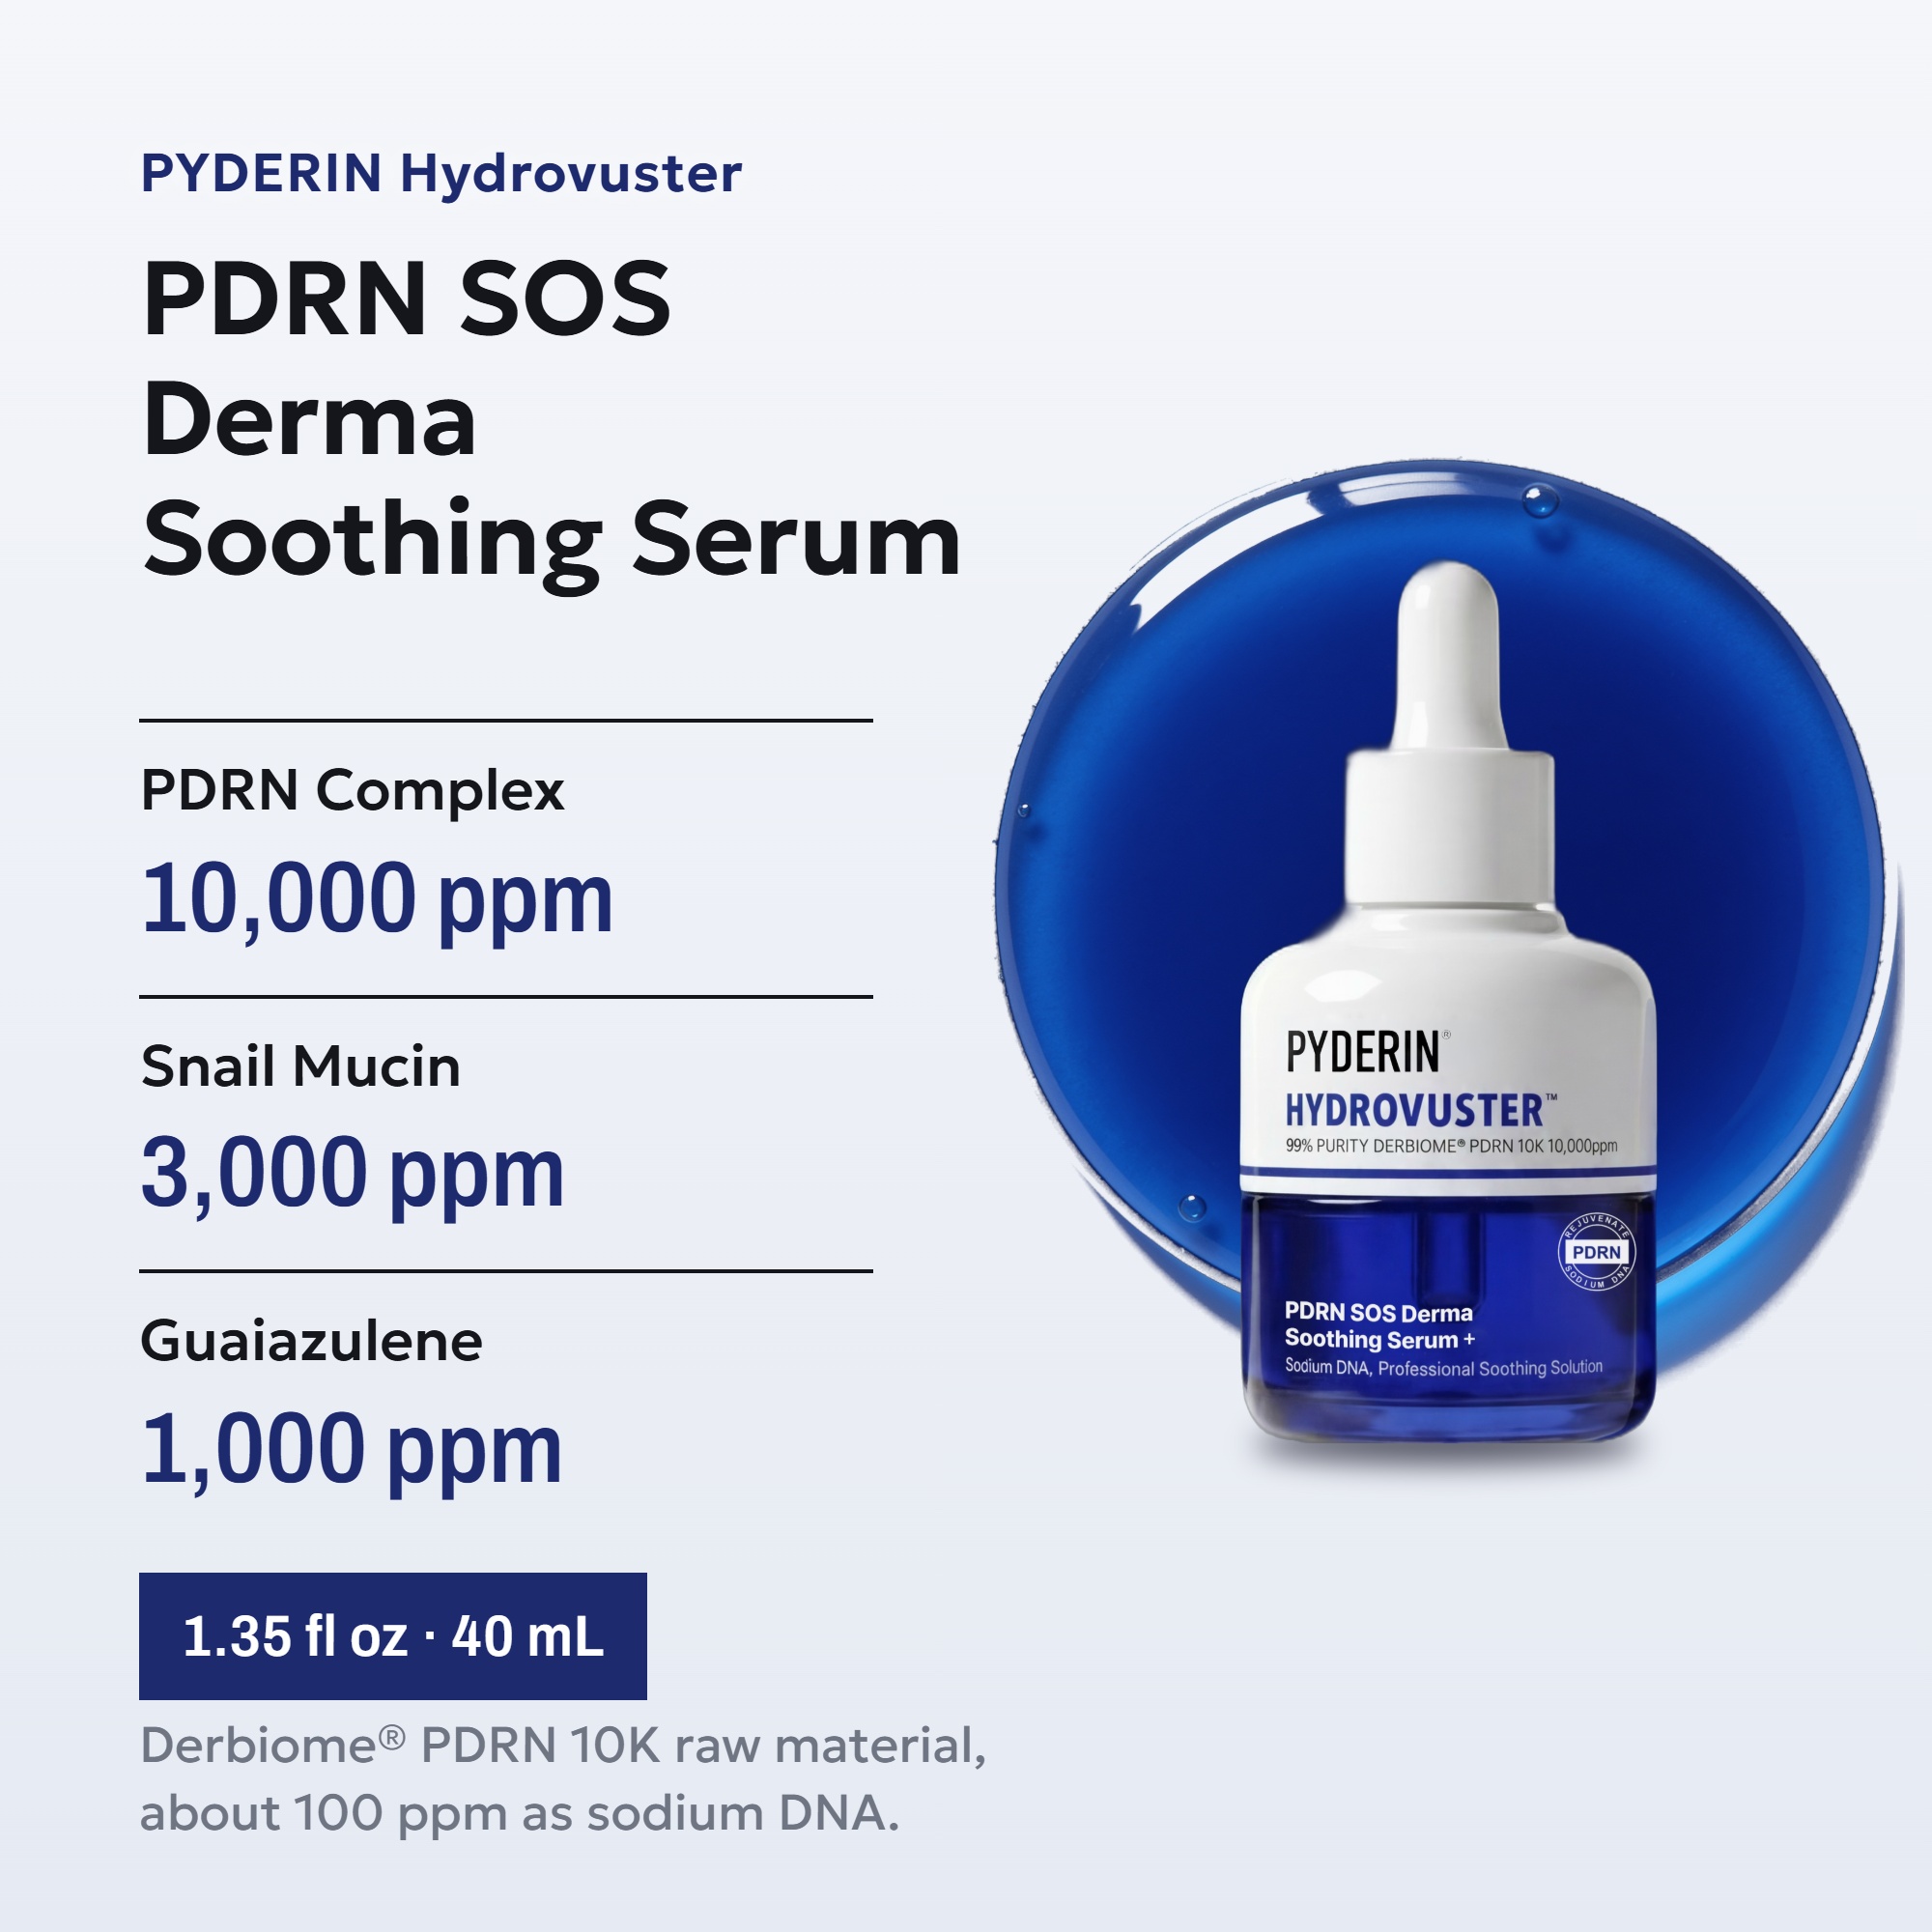 PYDERIN Hydrovuster
PDRN SOS
Derma
Soothing Serum
PDRN Complex
10,000 ppm
Snail Mucin
3,000 ppm
Guaiazulene
1,000 ppm
1.35 fl oz · 40 mL
Derbiome® PDRN 10K raw material,
about 100 ppm as sodium DNA.
PYDERIN®
HYDROVUSTER™
99% PURITY DERBIOME® PDRN 10K 10,000ppm
REJUVENATE
PDRN
SODIUM DNA
PDRN SOS Derma
Soothing Serum +
Sodium DNA, Professional Soothing Solution